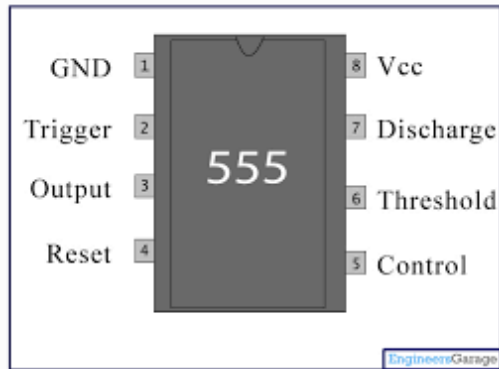 GND 1 8 Vcc
Trigger 2 7 Discharge
555
Output 3 6 Threshold
Reset 4 5 Control
EngineersGarage